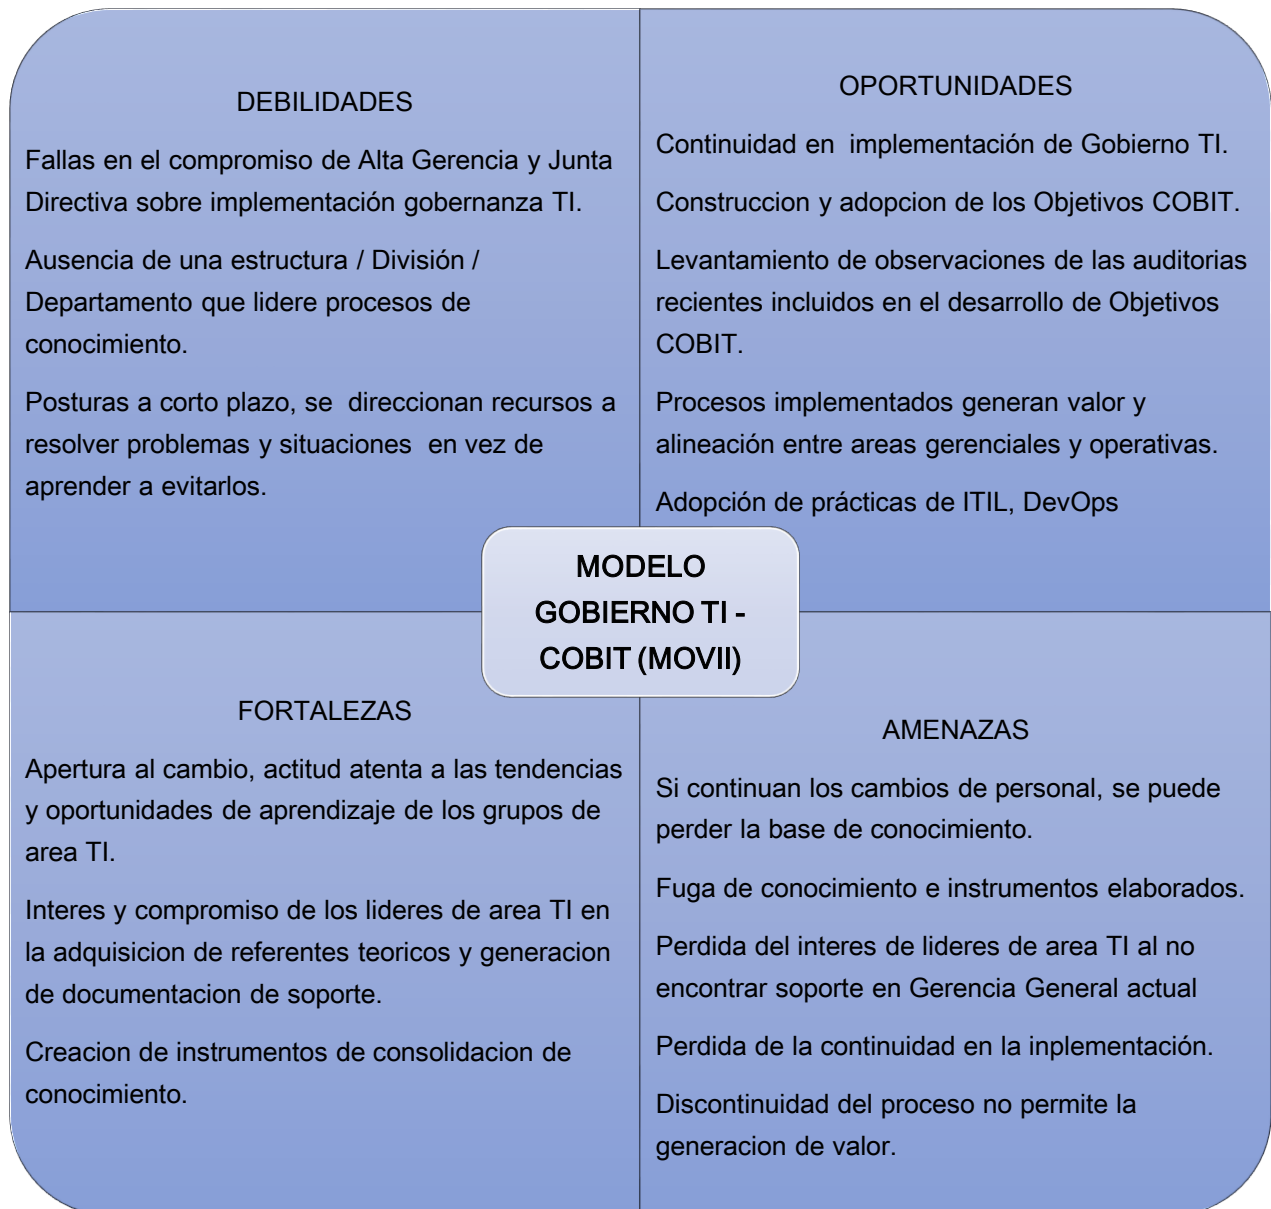 DEBILIDADES
Fallas en el compromiso de Alta Gerencia y Junta
Directiva sobre implementación gobernanza TI.
Ausencia de una estructura / División /
Departamento que lidere procesos de
conocimiento.
Posturas a corto plazo, se direccionan recursos a
resolver problemas y situaciones en vez de
aprender a evitarlos.
OPORTUNIDADES
Continuidad en implementación de Gobierno TI.
Construccion y adopcion de los Objetivos COBIT.
Levantamiento de observaciones de las auditorias
recientes incluidos en el desarrollo de Objetivos
COBIT.
Procesos implementados generan valor y
alineación entre areas gerenciales y operativas.
Adopción de prácticas de ITIL, DevOps
MODELO
GOBIERNO TI -
COBIT (MOVII)
FORTALEZAS
Apertura al cambio, actitud atenta a las tendencias
y oportunidades de aprendizaje de los grupos de
area TI.
Interes y compromiso de los lideres de area TI en
la adquisicion de referentes teoricos y generacion
de documentacion de soporte.
Creacion de instrumentos de consolidacion de
conocimiento.
AMENAZAS
Si continuan los cambios de personal, se puede
perder la base de conocimiento.
Fuga de conocimiento e instrumentos elaborados.
Perdida del interes de lideres de area TI al no
encontrar soporte en Gerencia General actual
Perdida de la continuidad en la inplementación.
Discontinuidad del proceso no permite la
generacion de valor.